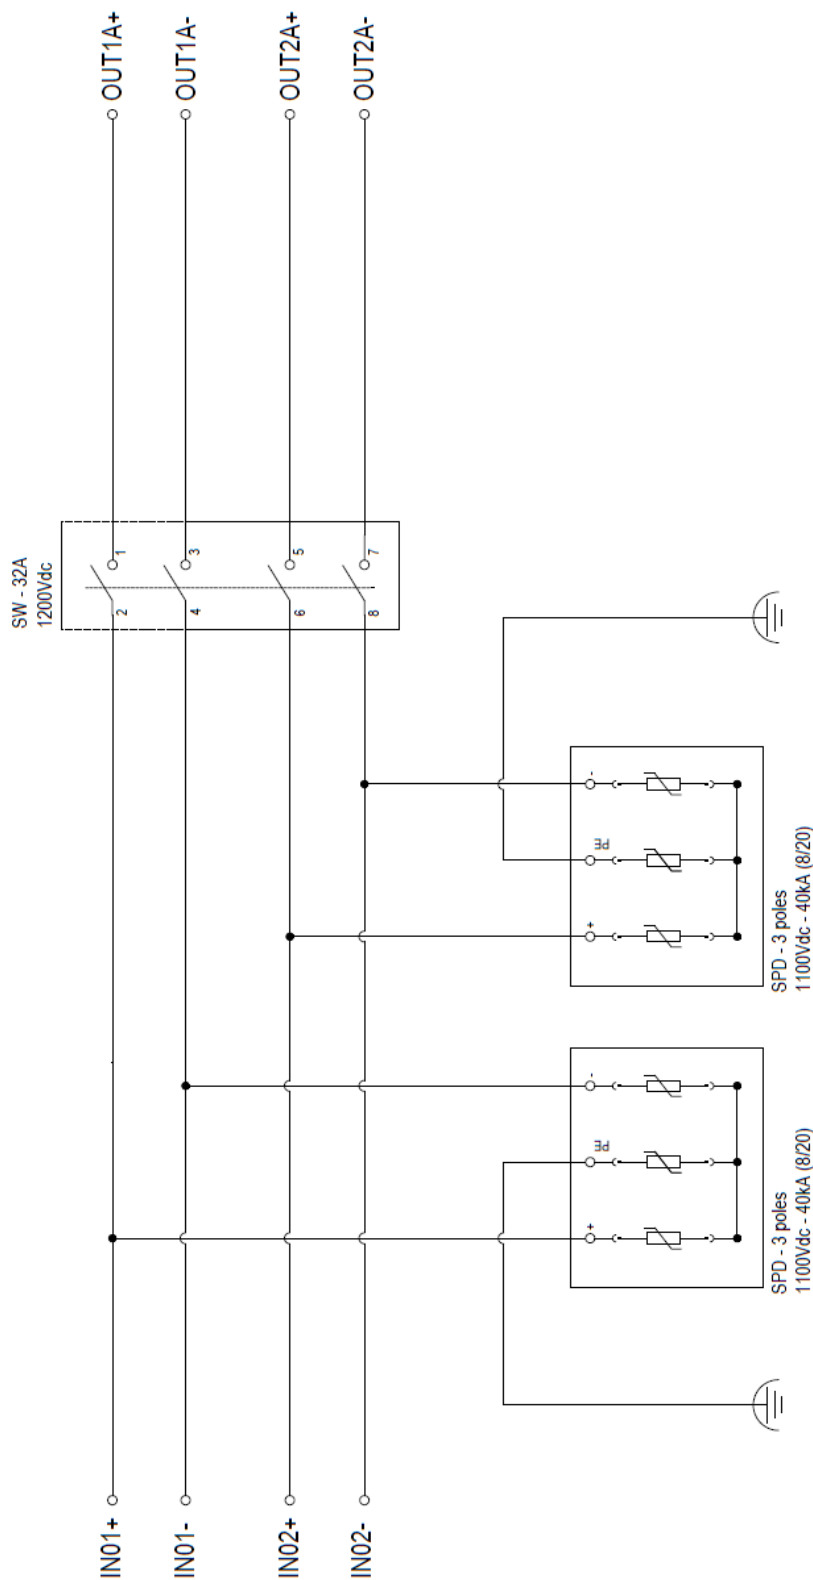 OUT1A+
OUT1A-
OUT2A+
OUT2A-
SW - 32A
1200Vdc
1
3
5
7
2
4
6
8
-
PE
+
SPD - 3 poles
1100Vdc - 40kA (8/20)
-
PE
+
SPD - 3 poles
1100Vdc - 40kA (8/20)
IN01+
IN01-
IN02+
IN02-